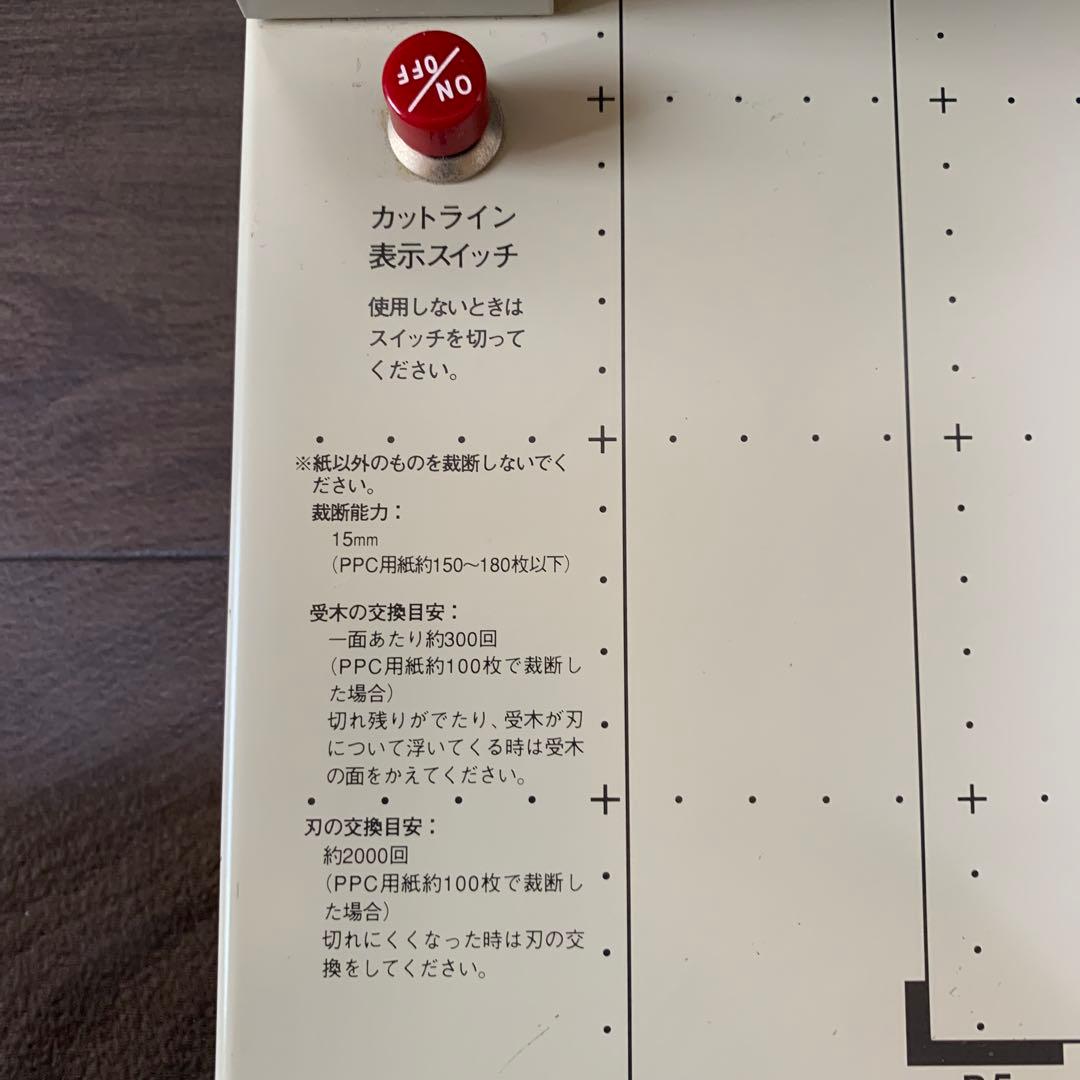 ON/OFF
カットライン
表示スイッチ
使用しないときは
スイッチを切って
ください。
※紙以外のものを裁断しないでく
ださい。
裁断能力：
15mm
（PPC用紙約150〜180枚以下）
受木の交換目安：
一面あたり約300回
（PPC用紙約100枚で裁断し
た場合）
切れ残りがでたり、受木が刃
について浮いてくる時は受木
の面をかえてください。
刃の交換目安：
約2000回
（PPC用紙約100枚で裁断し
た場合）
切れにくくなった時は刃の交
換をしてください。